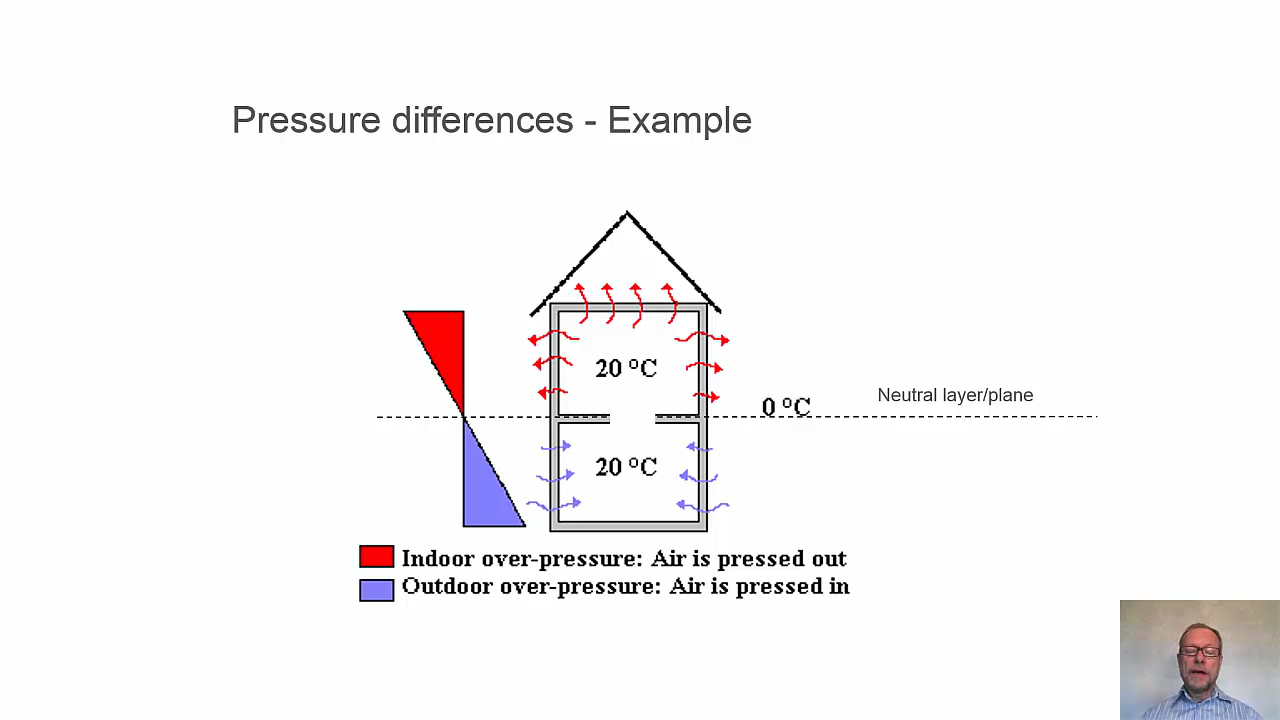 Pressure differences - Example
20 °C
0 °C
Neutral layer/plane
20 °C
Indoor over-pressure: Air is pressed out
Outdoor over-pressure: Air is pressed in